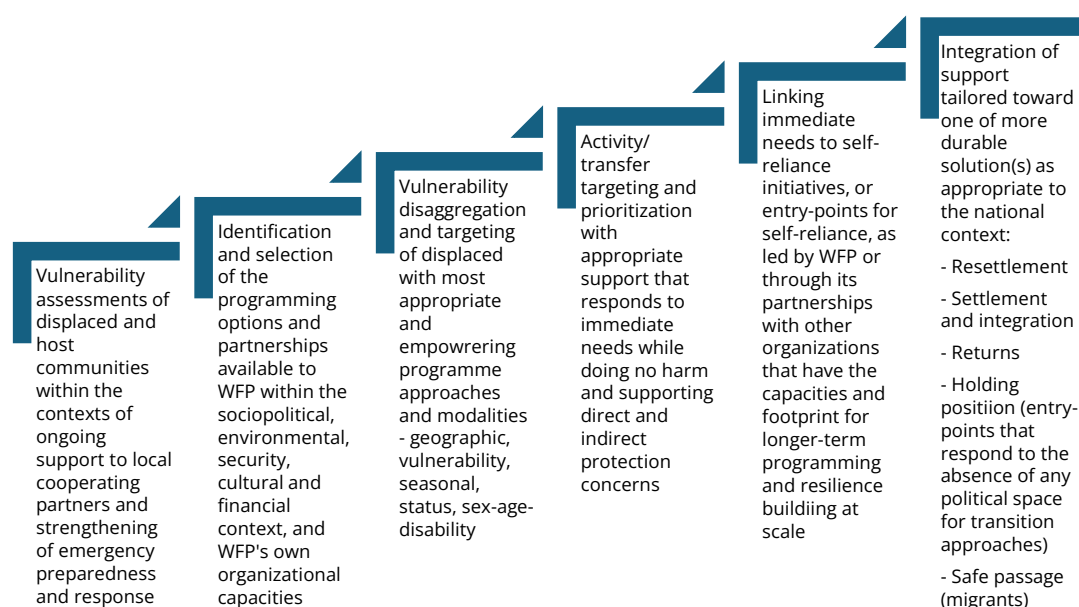 Vulnerability
assessments of
displaced and
host
communities
within the
contexts of
ongoing
support to local
cooperating
partners and
strengthening
of emergency
preparedness
and response
Identification
and selection
of the
programming
options and
partnerships
available to
WFP within the
sociopolitical,
environmental,
security,
cultural and
financial
context, and
WFP's own
organizational
capacities
Vulnerability
disaggregation
and targeting
of displaced
with most
appropriate
and
empowrering
programme
approaches
and modalities
- geographic,
vulnerability,
seasonal,
status, sex-age-
disability
Activity/
transfer
targeting and
prioritization
with
appropriate
support that
responds to
immediate
needs while
doing no harm
and supporting
direct and
indirect
protection
concerns
Linking
immediate
needs to self-
reliance
initiatives, or
entry-points for
self-reliance, as
led by WFP or
through its
partnerships
with other
organizations
that have the
capacities and
footprint for
longer-term
programming
and resilience
buildiing at
scale
Integration of
support
tailored toward
one of more
durable
solution(s) as
appropriate to
the national
context:
- Resettlement
- Settlement
and integration
- Returns
- Holding
positiion (entry-
points that
respond to the
absence of any
political space
for transition
approaches)
- Safe passage
(migrants)